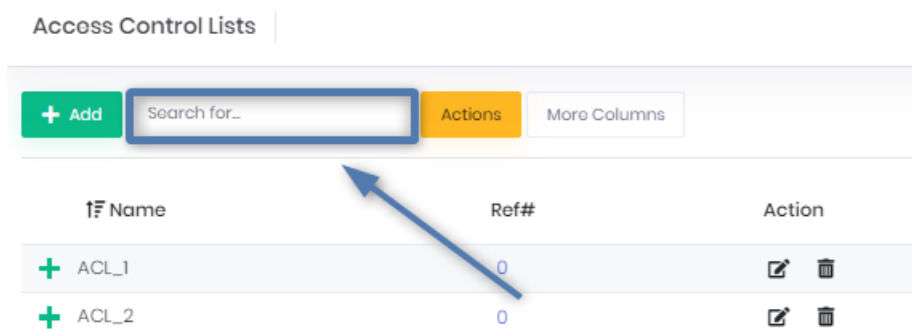 Access Control Lists
Add Search for... Actions More Columns
Name Ref# Action
ACL_1 0
ACL_2 0